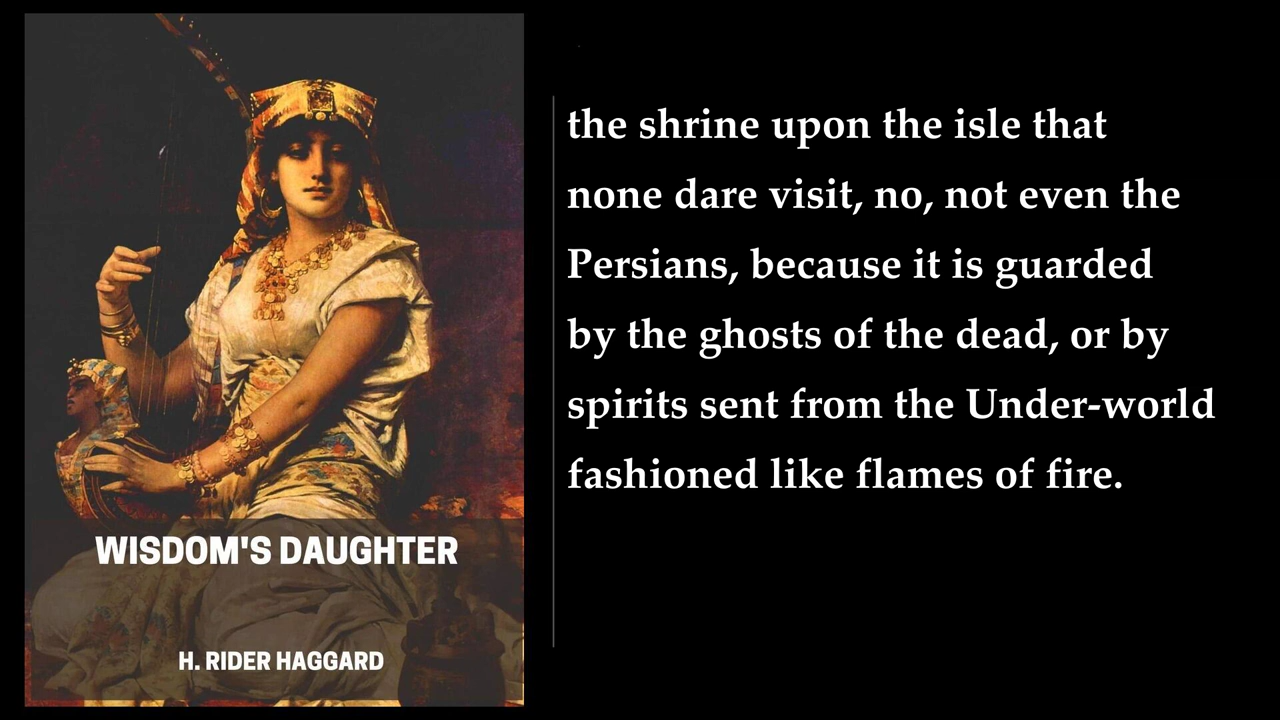 WISDOM'S DAUGHTER
H. RIDER HAGGARD
the shrine upon the isle that
none dare visit, no, not even the
Persians, because it is guarded
by the ghosts of the dead, or by
spirits sent from the Under-world
fashioned like flames of fire.